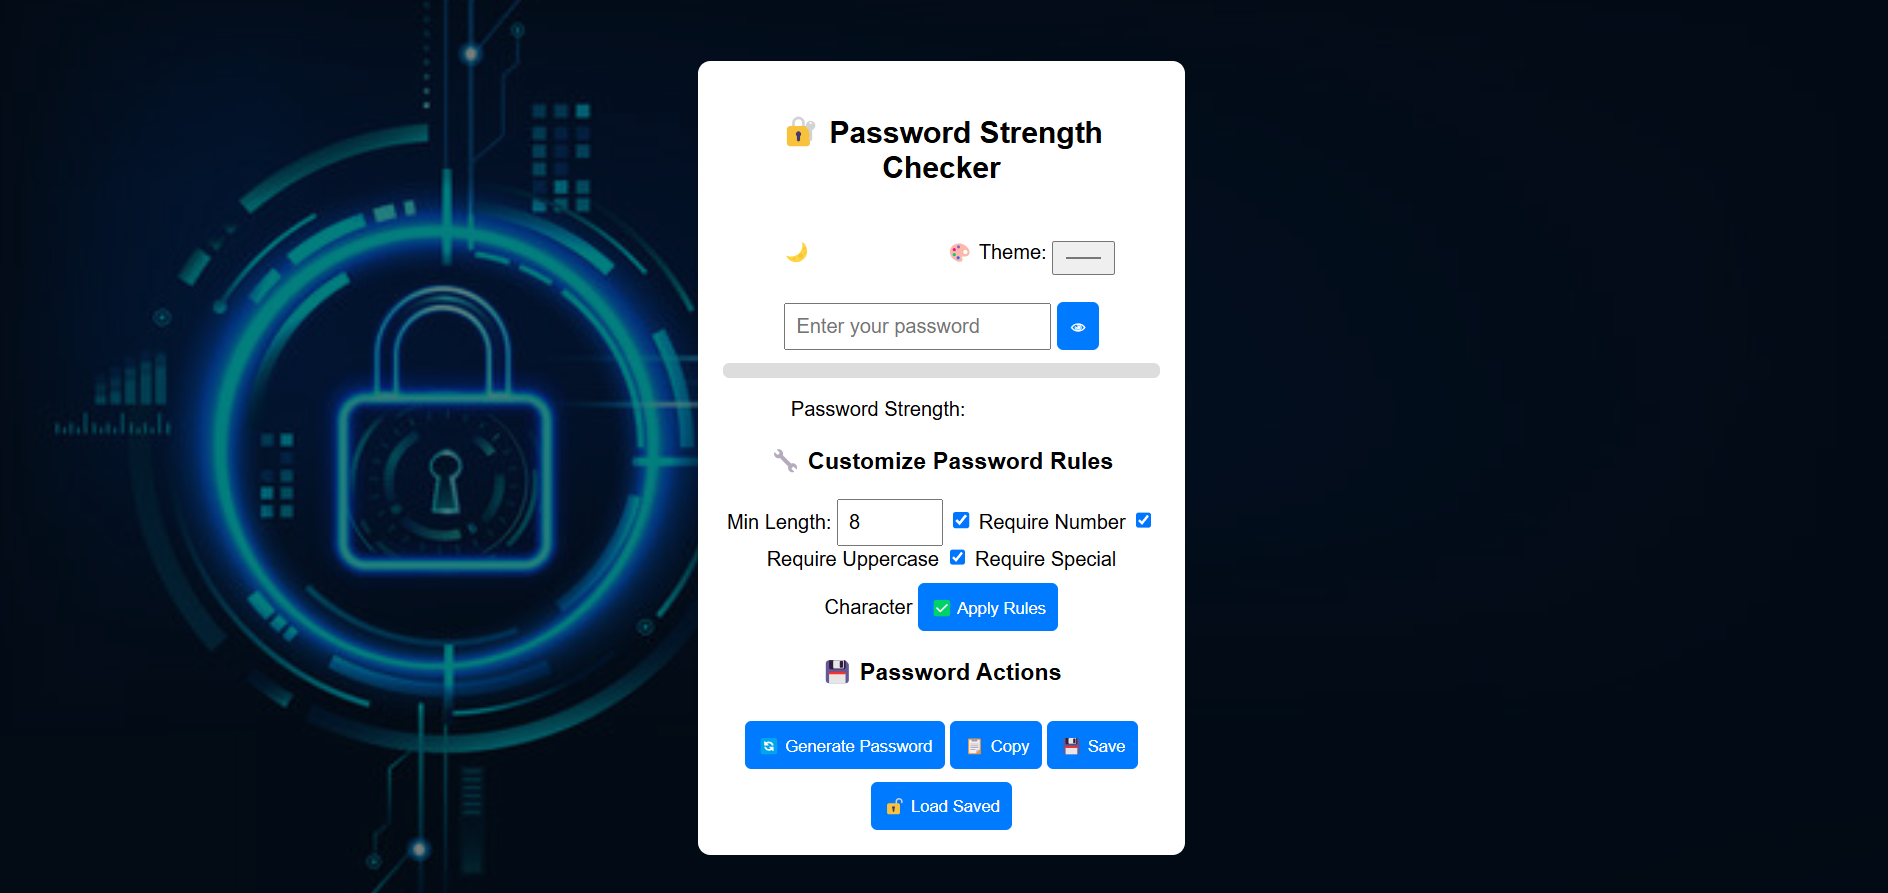 Password Strength
Checker
Theme:
Enter your password
Password Strength:
Customize Password Rules
Min Length: 8 Require Number
Require Uppercase Require Special
Character Apply Rules
Password Actions
Generate Password Copy Save
Load Saved